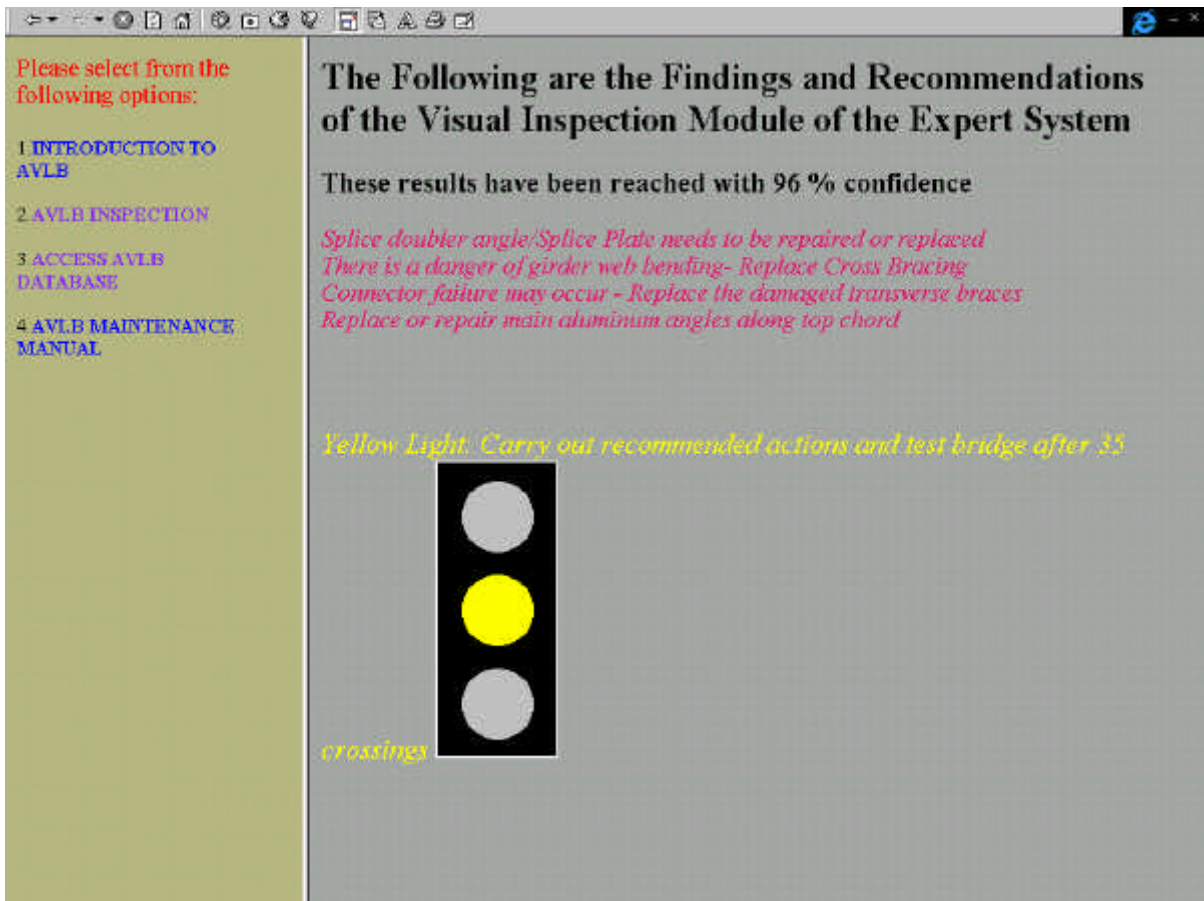 Please select from the
following options:
1 INTRODUCTION TO
AVLB
2 AVLB INSPECTION
3 ACCESS AVLB
DATABASE
4 AVLB MAINTENANCE
MANUAL
The Following are the Findings and Recommendations
of the Visual Inspection Module of the Expert System
These results have been reached with 96 % confidence
Splice doubler angle/Splice Plate needs to be repaired or replaced
There is a danger of girder web bending- Replace Cross Bracing
Connector failure may occur - Replace the damaged transverse braces
Replace or repair main aluminum angles along top chord
Yellow Light. Carry out recommended actions and test bridge after 35
crossings